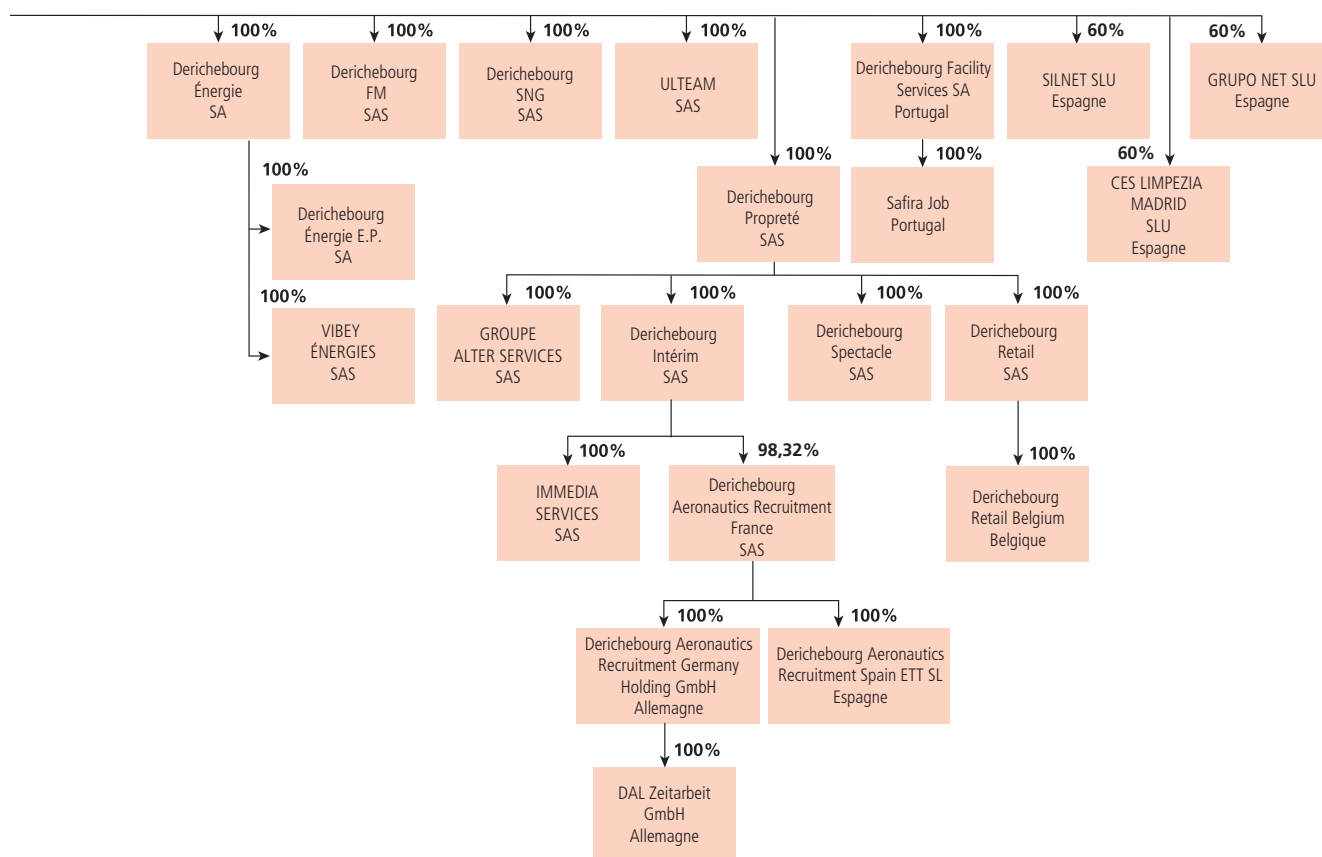 100%
100%
100%
100%
100%
60%
60%
Derichebourg
Énergie
SA
Derichebourg
FM
SAS
Derichebourg
SNG
SAS
ULTEAM
SAS
Derichebourg Facility
Services SA
Portugal
SILNET SLU
Espagne
GRUPO NET SLU
Espagne
100%
100%
100%
60%
Derichebourg
Énergie E.P.
SA
Derichebourg
Propreté
SAS
Safira Job
Portugal
CES LIMPEZIA
MADRID
SLU
Espagne
100%
100%
100%
100%
100%
VIBEY
ÉNERGIES
SAS
GROUPE
ALTER SERVICES
SAS
Derichebourg
Intérim
SAS
Derichebourg
Spectacle
SAS
Derichebourg
Retail
SAS
100%
98,32%
100%
IMMEDIA
SERVICES
SAS
Derichebourg
Aeronautics Recruitment
France
SAS
Derichebourg
Retail Belgium
Belgique
100%
100%
Derichebourg Aeronautics
Recruitment Germany
Holding GmbH
Allemagne
Derichebourg Aeronautics
Recruitment Spain ETT SL
Espagne
100%
DAL Zeitarbeit
GmbH
Allemagne